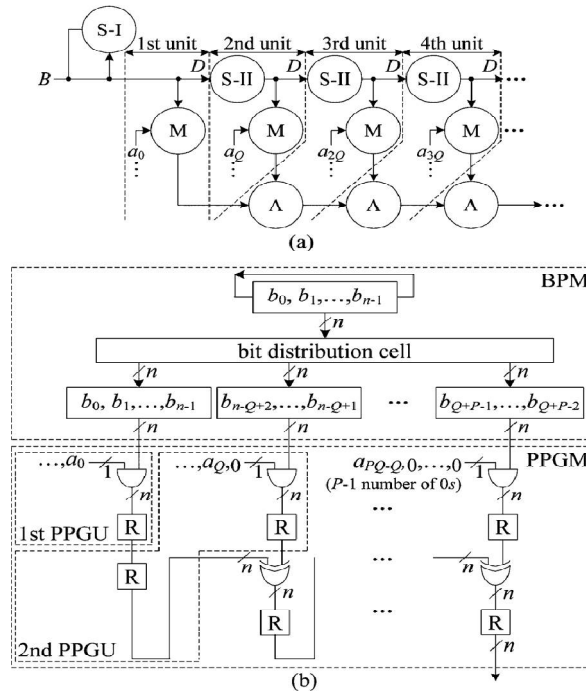 S-I
1st unit 2nd unit 3rd unit 4th unit
B D S-II D S-II D S-II D ...
M M M M ...
a0 aQ a2Q a3Q
Λ Λ Λ ...
(a)
b0, b1,...,bn-1 BPM
n
bit distribution cell
n n n
b0, b1,...,bn-1 bn-Q+2,...,bn-Q+1 ... bQ+P-1,...,bQ+P-2
n n n
PPGM
...,a0 1 ...,aQ,0 1 aPQ-Q,0,...,0 1
(P-1 number of 0s)
n n ... n
1st PPGU R R R
R n ... n
n n
2nd PPGU R ... R
n
(b)